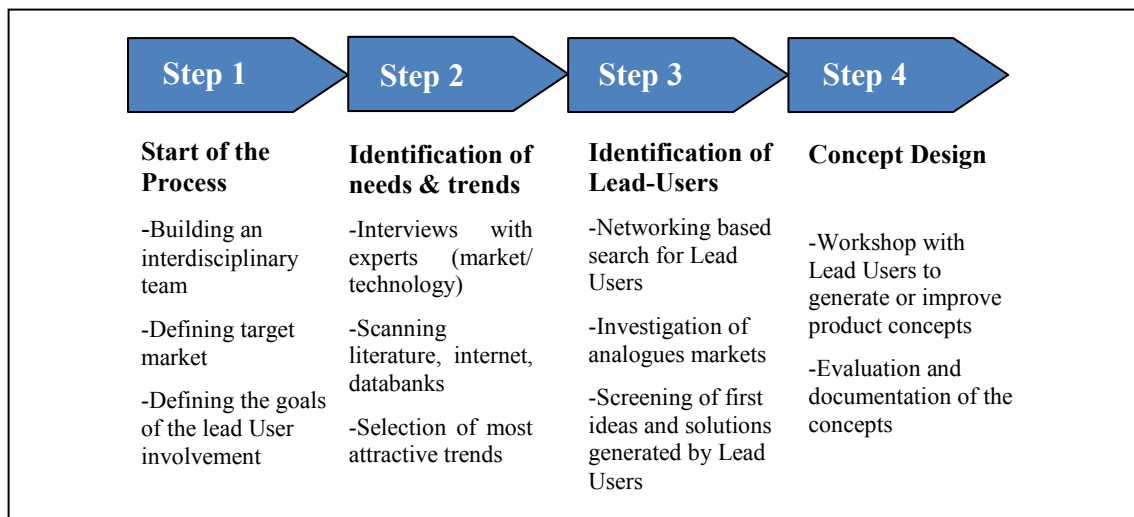 Step 1
Step 2
Step 3
Step 4
Start of the
Process
-Building an
interdisciplinary
team
-Defining target
market
-Defining the goals
of the lead User
involvement
Identification of
needs & trends
-Interviews with
experts (market/
technology)
-Scanning
literature, internet,
databanks
-Selection of most
attractive trends
Identification of
Lead-Users
-Networking based
search for Lead
Users
-Investigation of
analogues markets
-Screening of first
ideas and solutions
generated by Lead
Users
Concept Design
-Workshop with
Lead Users to
generate or improve
product concepts
-Evaluation and
documentation of the
concepts